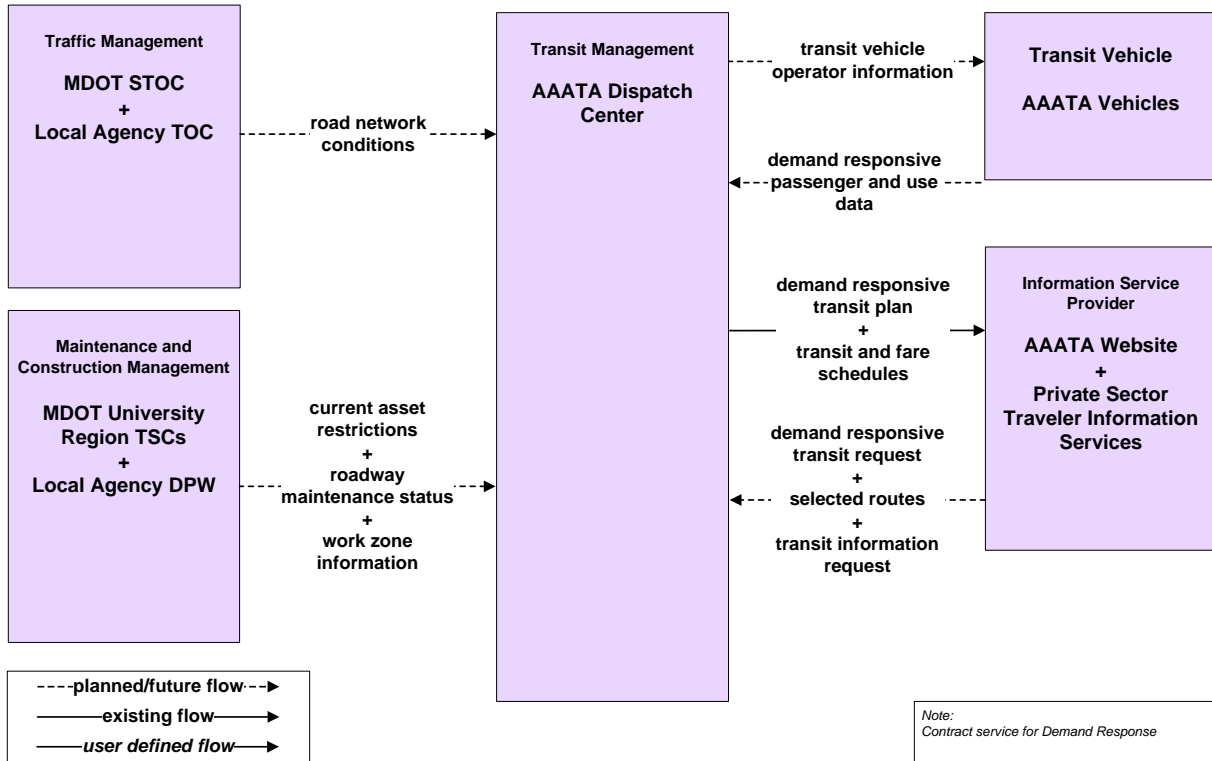 Traffic Management
MDOT STOC
+
Local Agency TOC
road network
conditions
Maintenance and
Construction Management
MDOT University
Region TSCs
+
Local Agency DPW
current asset
restrictions
+
roadway
maintenance status
+
work zone
information
Transit Management
AAATA Dispatch
Center
transit vehicle
operator information
demand responsive
passenger and use
data
Transit Vehicle
AAATA Vehicles
demand responsive
transit plan
+
transit and fare
schedules
demand responsive
transit request
+
selected routes
+
transit information
request
Information Service
Provider
AAATA Website
+
Private Sector
Traveler Information
Services
planned/future flow
existing flow
user defined flow
Note:
Contract service for Demand Response